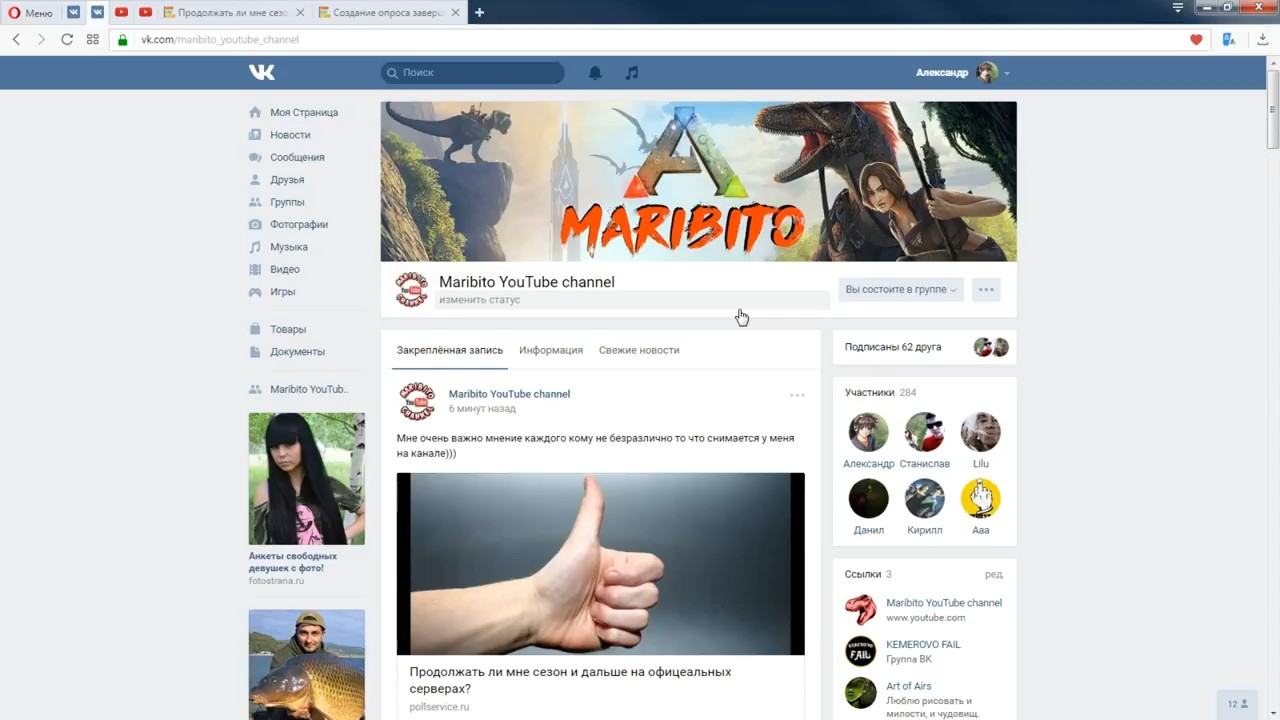 Меню
Продолжать ли мне сезо
Создание опроса завер
vk.com/maribito_youtube_channel
Поиск
Александр
MARIBITO
Моя Страница
Новости
Сообщения
Друзья
Группы
Фотографии
Музыка
Видео
Игры
Товары
Документы
Maribito YouTub..
Анкеты свободных
девушек с фото!
fotostrana.ru
Maribito YouTube channel
изменить статус
Вы состоите в группе
Закреплённая запись
Информация
Свежие новости
Maribito YouTube channel
6 минут назад
Мне очень важно мнение каждого кому не безразлично то что снимается у меня
на канале)))
Продолжать ли мне сезон и дальше на офицеальных
серверах?
pollservice.ru
Подписаны 62 друга
Участники 284
Александр
Станислав
Lilu
Данил
Кирилл
Ааа
Ссылки 3
ред.
Maribito YouTube channel
www.youtube.com
KEMEROVO FAIL
Группа ВК
Art of Airs
Люблю рисовать и
милости, и чудовищ.
12